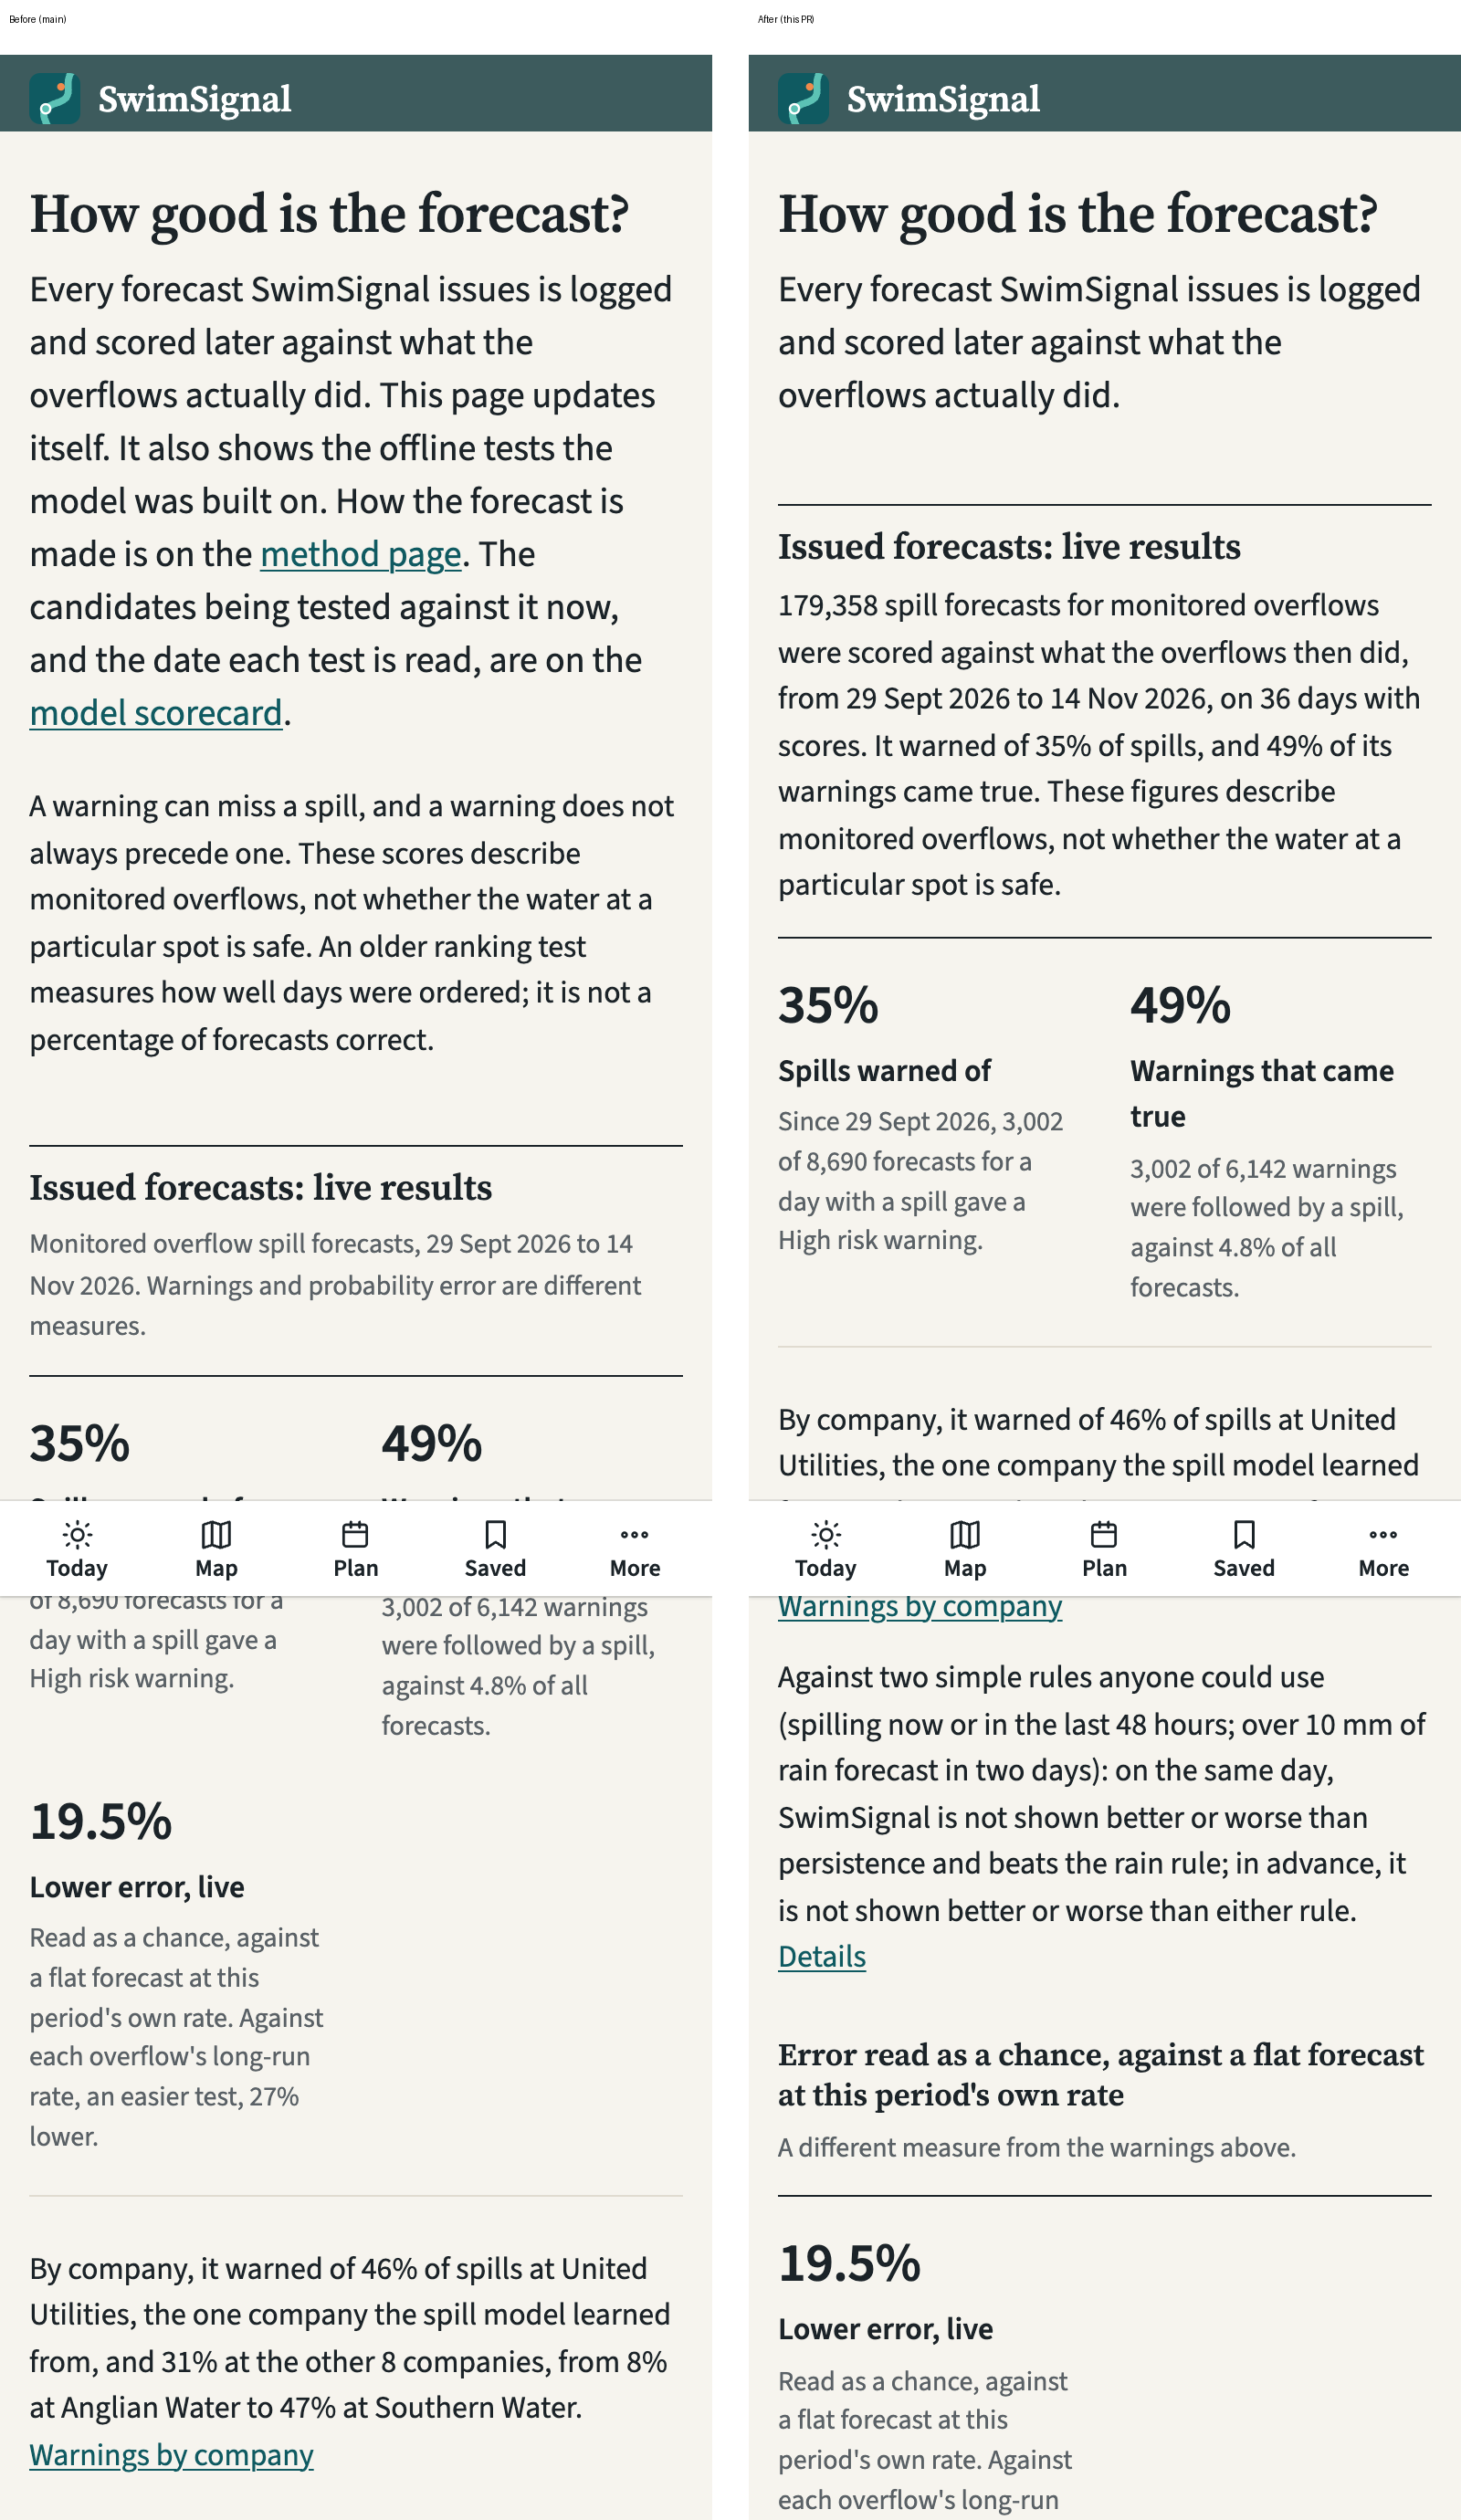 Before (main)
SwimSignal
How good is the forecast?
Every forecast SwimSignal issues is logged
and scored later against what the
overflows actually did. This page updates
itself. It also shows the offline tests the
model was built on. How the forecast is
made is on the method page. The
candidates being tested against it now,
and the date each test is read, are on the
model scorecard.
A warning can miss a spill, and a warning does not
always precede one. These scores describe
monitored overflows, not whether the water at a
particular spot is safe. An older ranking test
measures how well days were ordered; it is not a
percentage of forecasts correct.
Issued forecasts: live results
Monitored overflow spill forecasts, 29 Sept 2026 to 14
Nov 2026. Warnings and probability error are different
measures.
35%
49%
Today
Map
Plan
Saved
More
of 8,690 forecasts for a
day with a spill gave a
High risk warning.
3,002 of 6,142 warnings
were followed by a spill,
against 4.8% of all
forecasts.
19.5%
Lower error, live
Read as a chance, against
a flat forecast at this
period's own rate. Against
each overflow's long-run
rate, an easier test, 27%
lower.
By company, it warned of 46% of spills at United
Utilities, the one company the spill model learned
from, and 31% at the other 8 companies, from 8%
at Anglian Water to 47% at Southern Water.
Warnings by company
After (this PR)
SwimSignal
How good is the forecast?
Every forecast SwimSignal issues is logged
and scored later against what the
overflows actually did.
Issued forecasts: live results
179,358 spill forecasts for monitored overflows
were scored against what the overflows then did,
from 29 Sept 2026 to 14 Nov 2026, on 36 days with
scores. It warned of 35% of spills, and 49% of its
warnings came true. These figures describe
monitored overflows, not whether the water at a
particular spot is safe.
35%
Spills warned of
Since 29 Sept 2026, 3,002
of 8,690 forecasts for a
day with a spill gave a
High risk warning.
49%
Warnings that came
true
3,002 of 6,142 warnings
were followed by a spill,
against 4.8% of all
forecasts.
By company, it warned of 46% of spills at United
Utilities, the one company the spill model learned
Today
Map
Plan
Saved
More
Warnings by company
Against two simple rules anyone could use
(spilling now or in the last 48 hours; over 10 mm of
rain forecast in two days): on the same day,
SwimSignal is not shown better or worse than
persistence and beats the rain rule; in advance, it
is not shown better or worse than either rule.
Details
Error read as a chance, against a flat forecast
at this period's own rate
A different measure from the warnings above.
19.5%
Lower error, live
Read as a chance, against
a flat forecast at this
period's own rate. Against
each overflow's long-run